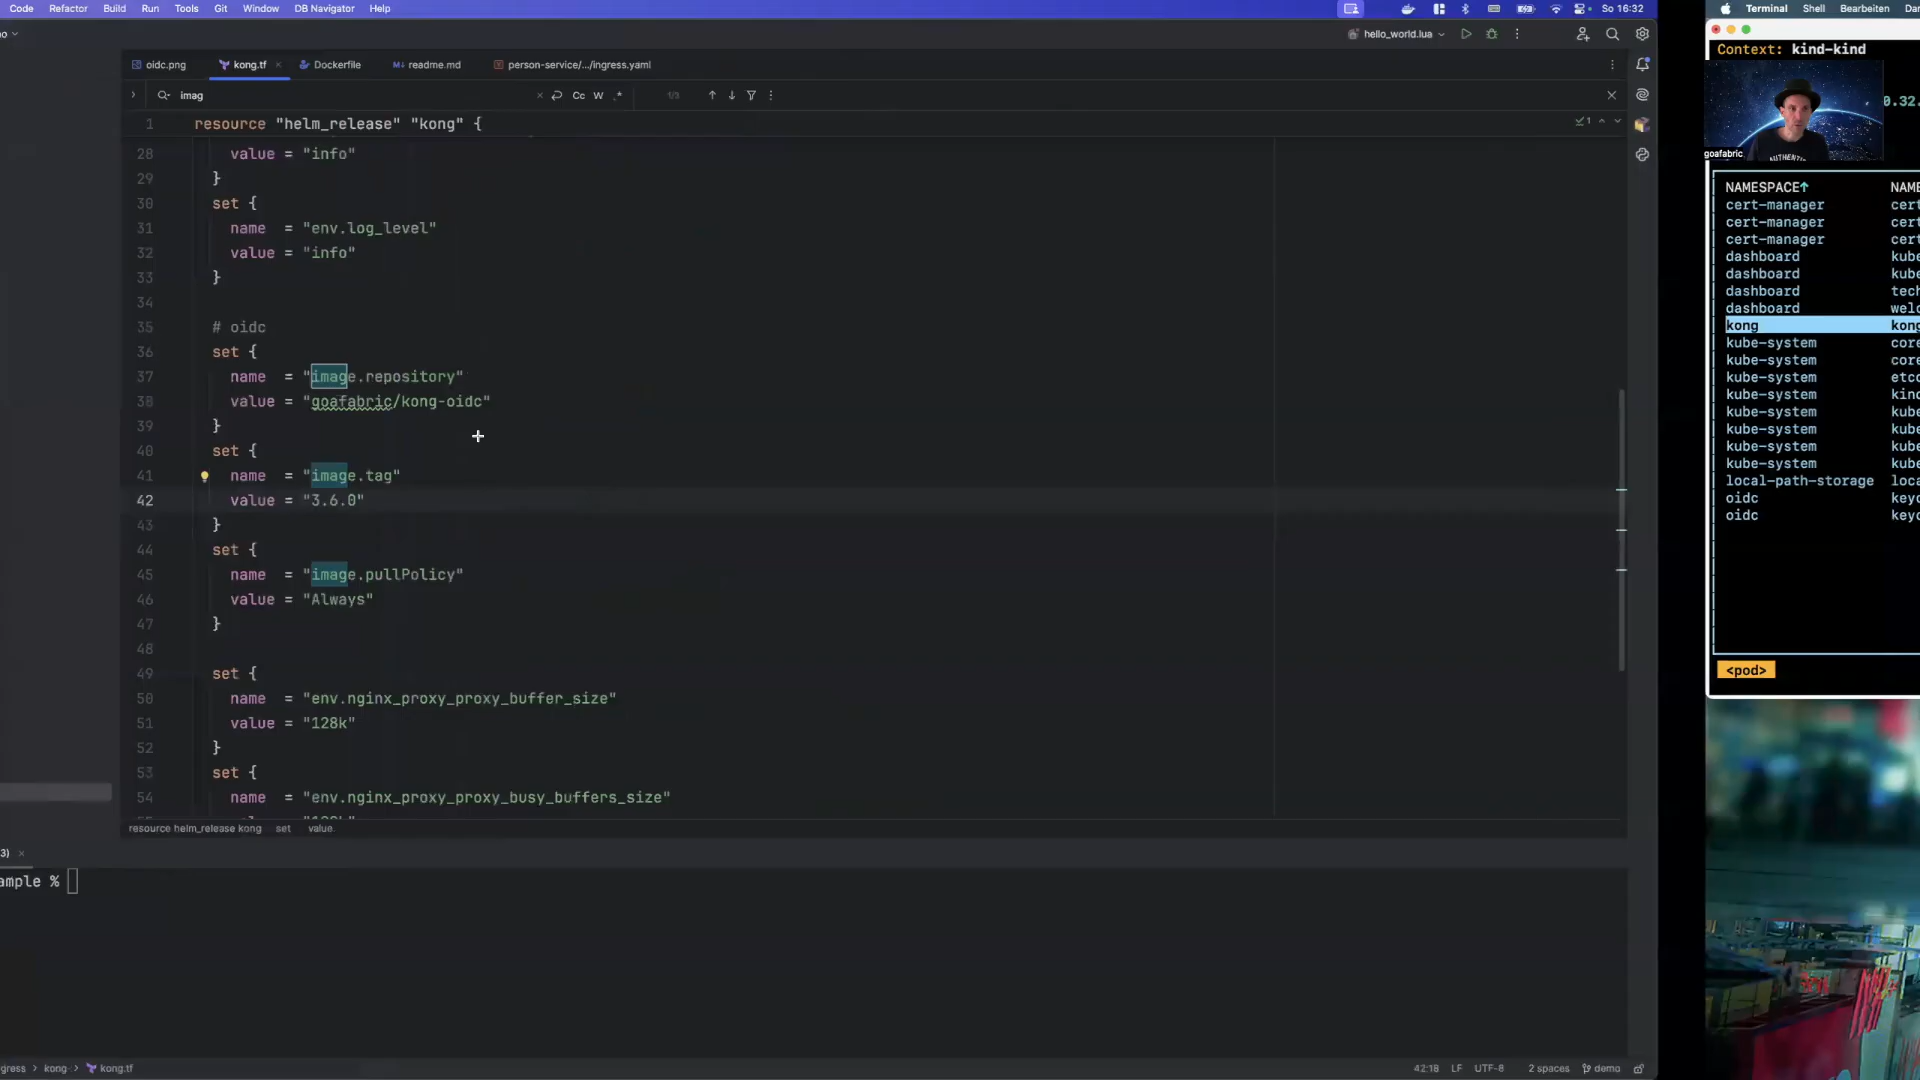 Code Refactor Build Run Tools Git Window DB Navigator Help
So 16:32
hello_world.lua
oidc.png kong.tf Dockerfile readme.md person-service/.../ingress.yaml
imag
Cc W .*
1/3
1 resource "helm_release" "kong" {
1
28 value = "info"
29 }
30 set {
31 name = "env.log_level"
32 value = "info"
33 }
34
35 # oidc
36 set {
37 name = "image.repository"
38 value = "goafabric/kong-oidc"
39 }
40 set {
41 name = "image.tag"
42 value = "3.6.0"
43 }
44 set {
45 name = "image.pullPolicy"
46 value = "Always"
47 }
48
49 set {
50 name = "env.nginx_proxy_proxy_buffer_size"
51 value = "128k"
52 }
53 set {
54 name = "env.nginx_proxy_proxy_busy_buffers_size"
resource helm_release kong set value
3)
ample %
gress > kong > kong.tf
42:18 LF UTF-8 2 spaces demo
Terminal Shell Bearbeiten Dar
Context: kind-kind
0.32.
goafabric
AUTHENTIC
NAMESPACE↑ NAM
cert-manager cert
cert-manager cert
cert-manager cert
dashboard kube
dashboard kube
dashboard tech
dashboard welc
kong kong
kube-system core
kube-system core
kube-system etcd
kube-system kind
kube-system kube
kube-system kube
kube-system kube
kube-system kube
local-path-storage loca
oidc keyc
oidc keyc
<pod>